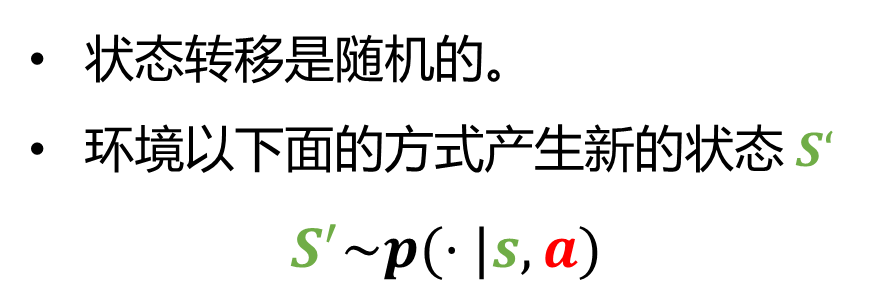 • 状态转移是随机的。
• 环境以下面的方式产生新的状态 S‘
S′~p(· |s, a)